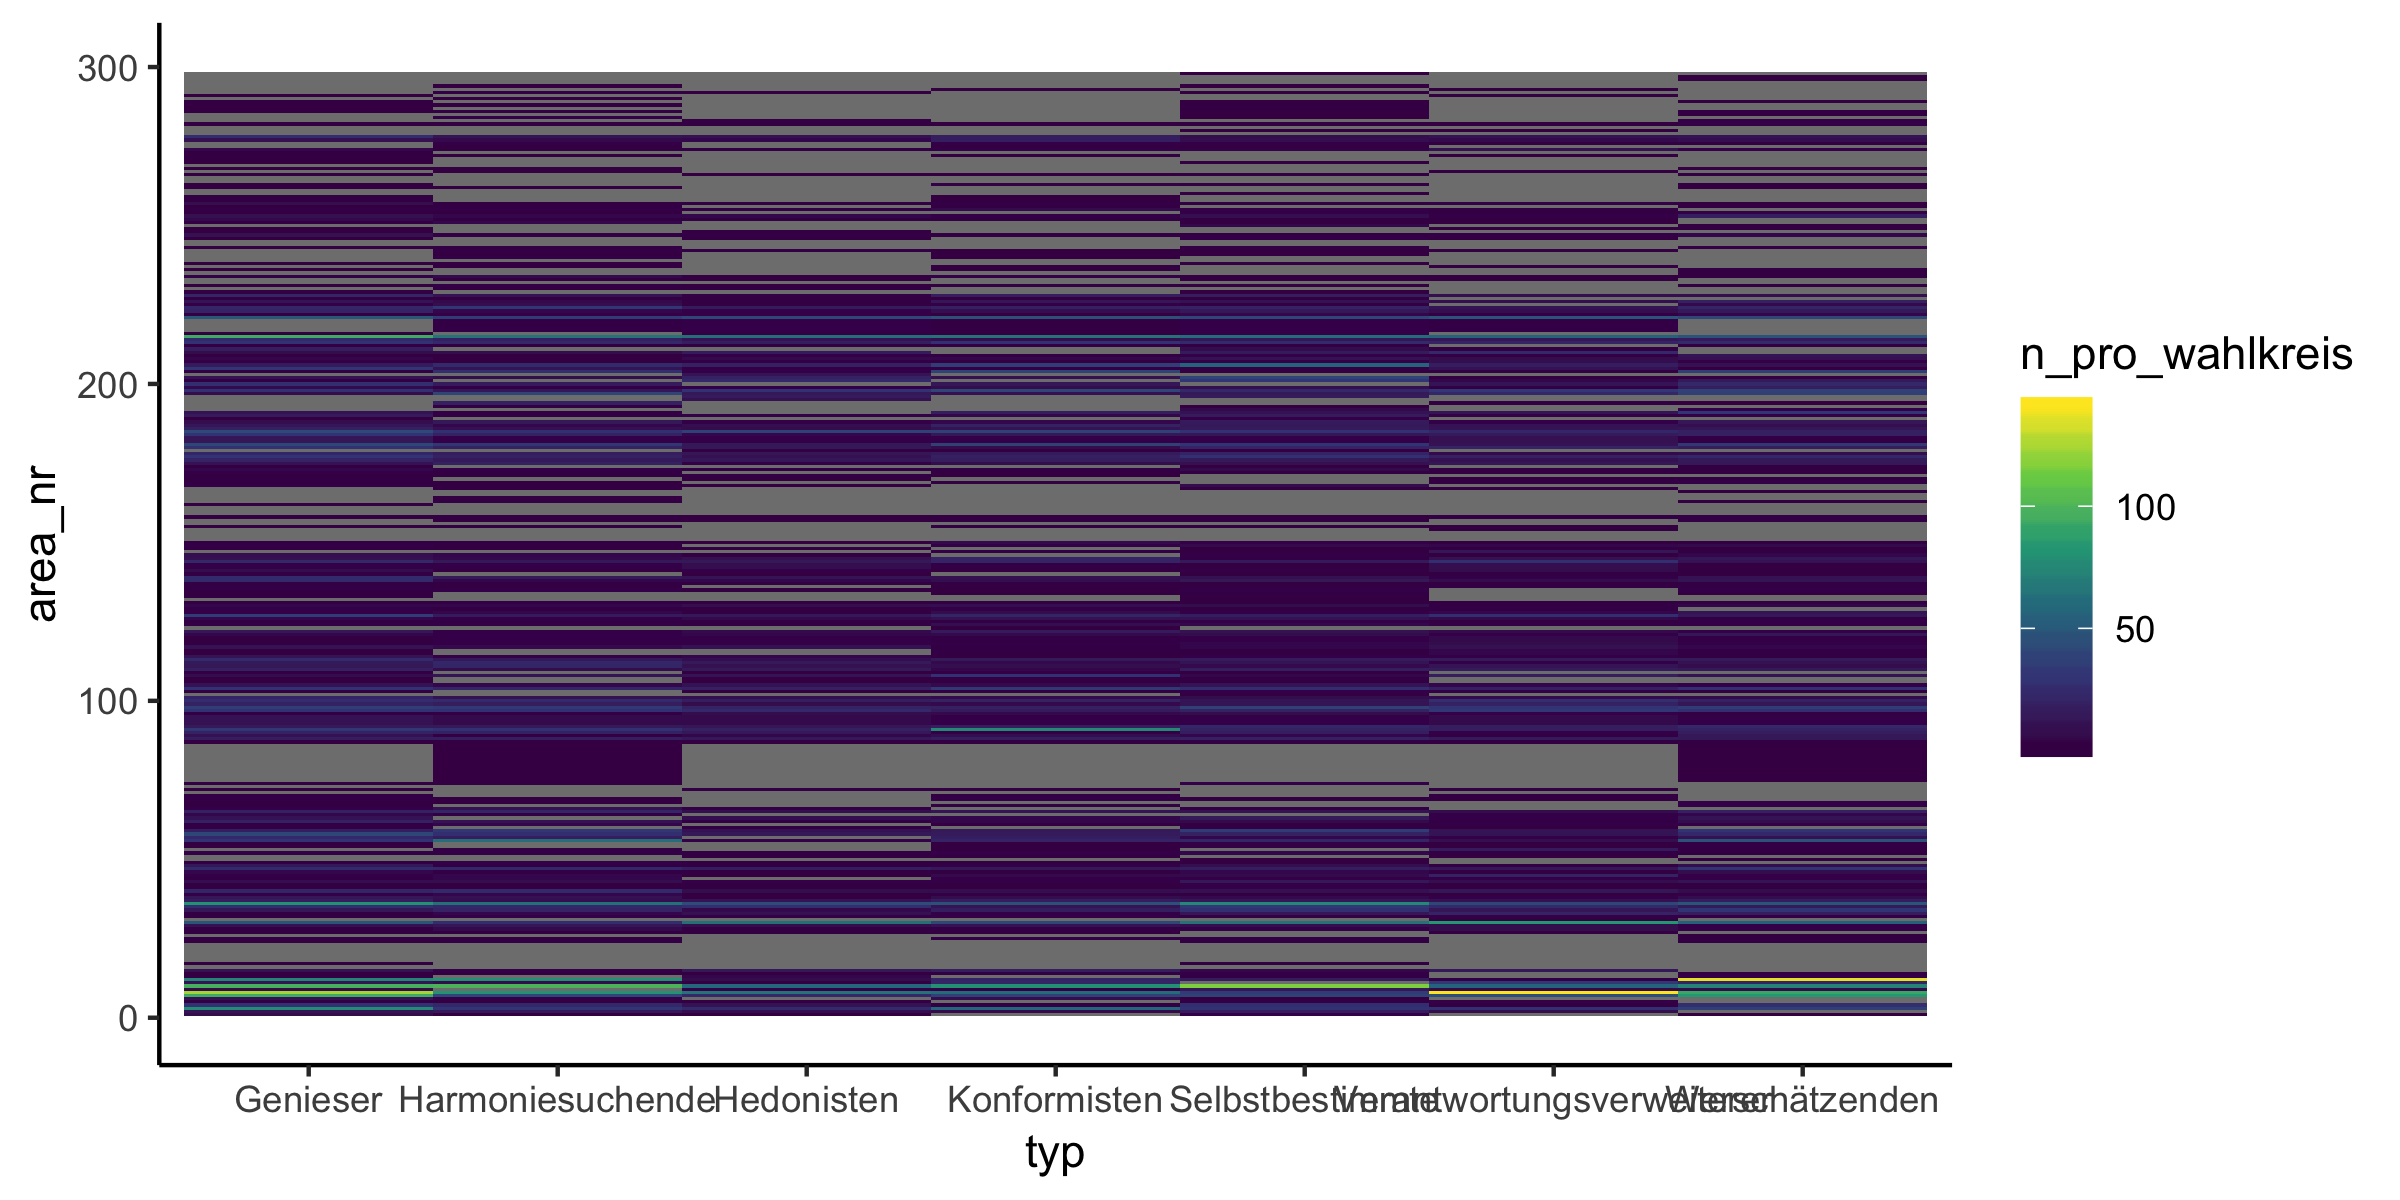 300
200
100
0
area_nr
Genieser Harmoniesuchende Hedonisten Konformisten
typ
n_pro_wahlkreis
100
50